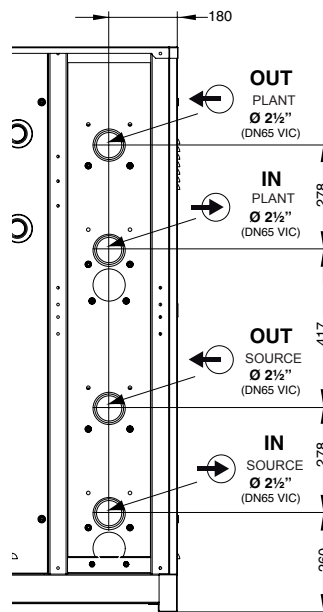 180
OUT
PLANT
Ø 2½”
(DN65 VIC)
278
IN
PLANT
Ø 2½”
(DN65 VIC)
417
OUT
SOURCE
Ø 2½”
(DN65 VIC)
278
IN
SOURCE
Ø 2½”
(DN65 VIC)